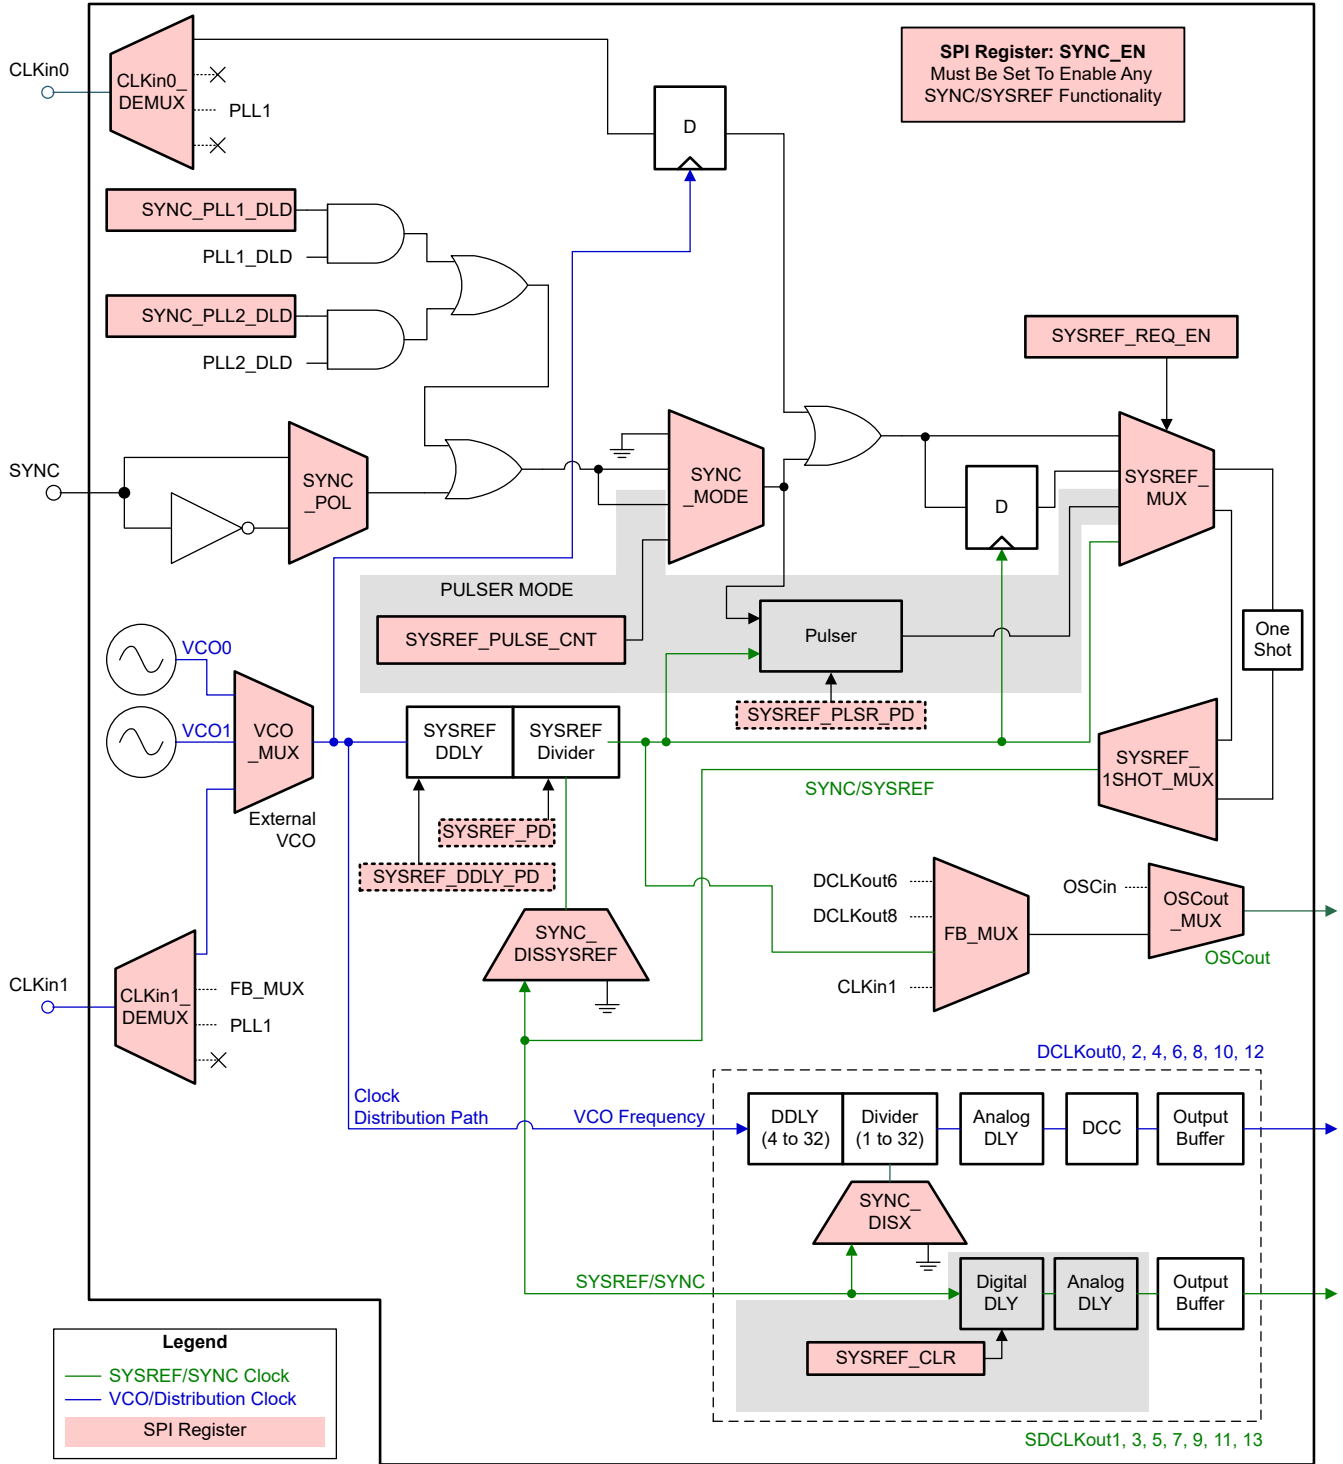 SPI Register: SYNC_EN
Must Be Set To Enable Any
SYNC/SYSREF Functionality
CLKin0
CLKin0_
DEMUX
PLL1
D
SYNC_PLL1_DLD
PLL1_DLD
SYNC_PLL2_DLD
PLL2_DLD
SYSREF_REQ_EN
SYNC
SYNC
_POL
SYNC
_MODE
SYSREF_
MUX
D
PULSER MODE
SYSREF_PULSE_CNT
Pulser
One
Shot
VCO0
VCO1
VCO
_MUX
External
VCO
SYSREF
DDLY
SYSREF
Divider
SYSREF_PLSR_PD
SYSREF_
1SHOT_MUX
SYNC/SYSREF
SYSREF_PD
SYSREF_DDLY_PD
DCLKout6
DCLKout8
CLKin1
FB_MUX
OSCin
OSCout
_MUX
OSCout
SYNC_
DISSYSREF
CLKin1
CLKin1_
DEMUX
FB_MUX
PLL1
DCLKout0, 2, 4, 6, 8, 10, 12
Clock
Distribution Path
VCO Frequency
DDLY
(4 to 32)
Divider
(1 to 32)
Analog
DLY
DCC
Output
Buffer
SYNC_
DISX
SYSREF/SYNC
Digital
DLY
Analog
DLY
Output
Buffer
SYSREF_CLR
SDCLKout1, 3, 5, 7, 9, 11, 13
Legend
SYSREF/SYNC Clock
VCO/Distribution Clock
SPI Register